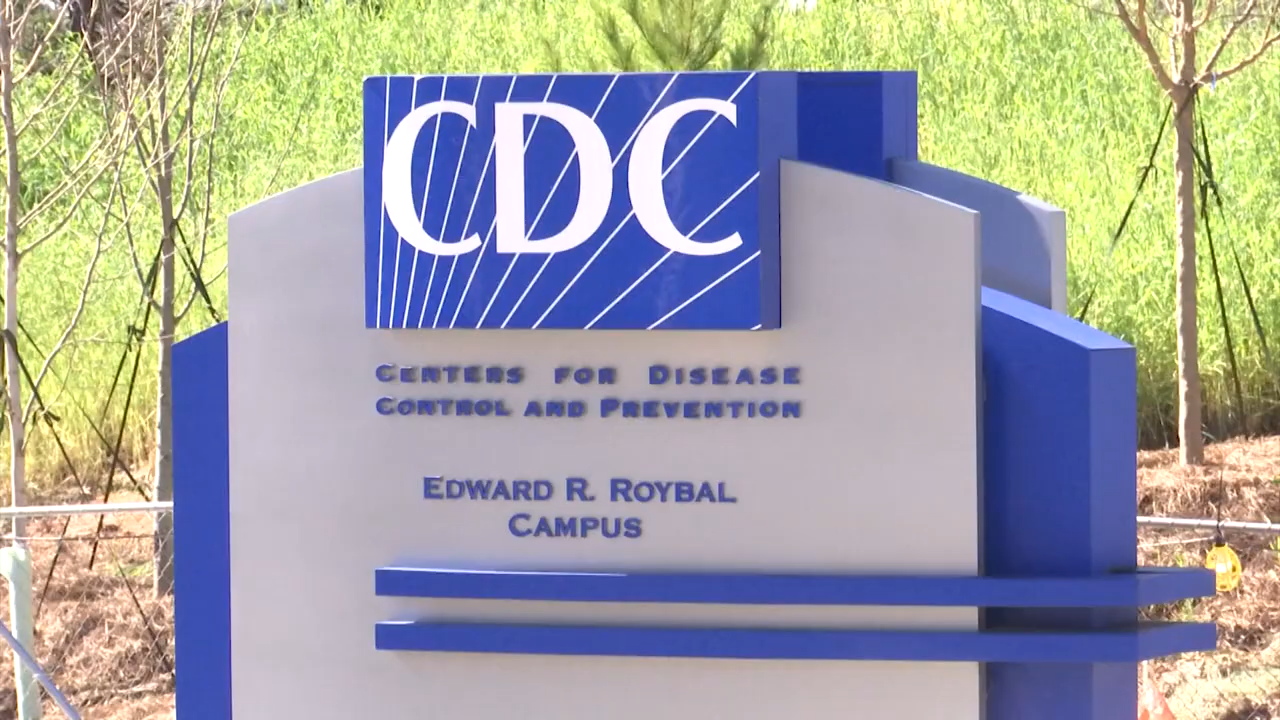 CDC
CENTERS FOR DISEASE
CONTROL AND PREVENTION
EDWARD R. ROYBAL
CAMPUS